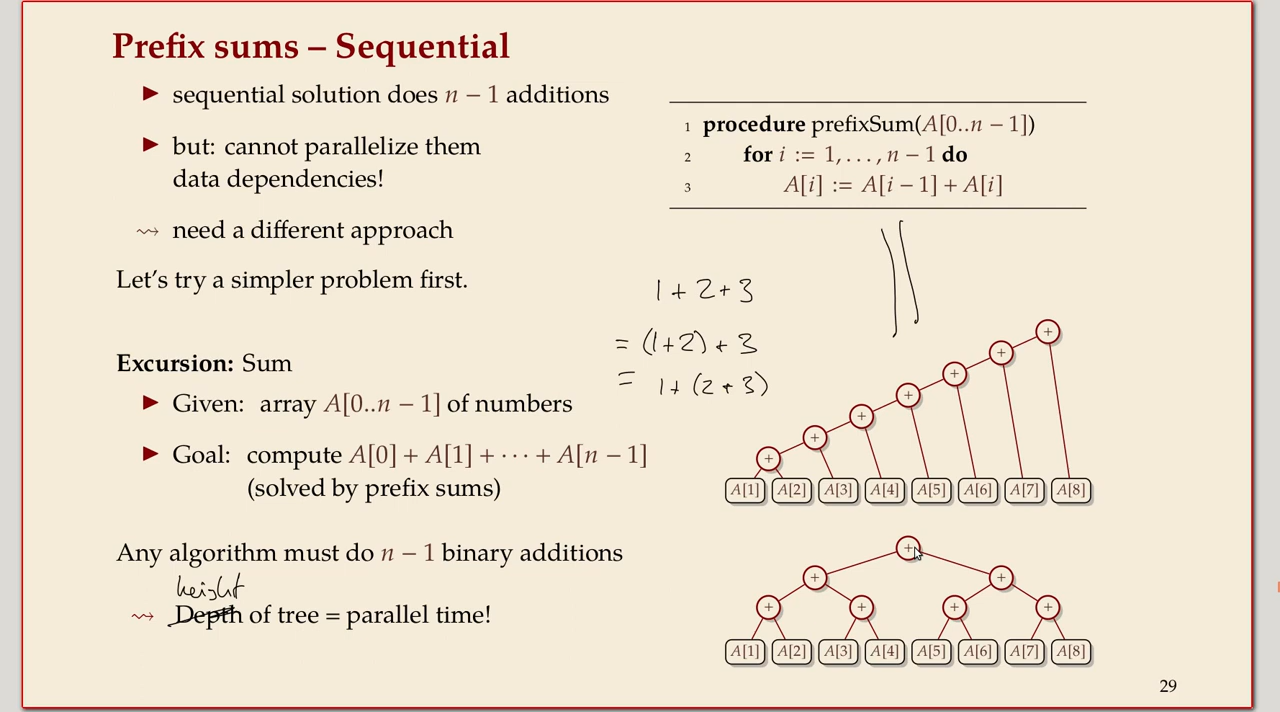 Prefix sums – Sequential
▶ sequential solution does n − 1 additions
▶ but: cannot parallelize them
data dependencies!
⇝ need a different approach
Let's try a simpler problem first.
1 procedure prefixSum(A[0..n − 1])
2 for i := 1, . . . , n − 1 do
3 A[i] := A[i − 1] + A[i]
1 + 2 + 3
= (1+2) + 3
= 1 + (2 + 3)
Excursion: Sum
▶ Given: array A[0..n − 1] of numbers
▶ Goal: compute A[0] + A[1] + · · · + A[n − 1]
(solved by prefix sums)
Any algorithm must do n − 1 binary additions
height
⇝ Depth of tree = parallel time!
+
+
+
+
+
+
+
A[1] A[2] A[3] A[4] A[5] A[6] A[7] A[8]
+
+ +
+ + + +
A[1] A[2] A[3] A[4] A[5] A[6] A[7] A[8]
29